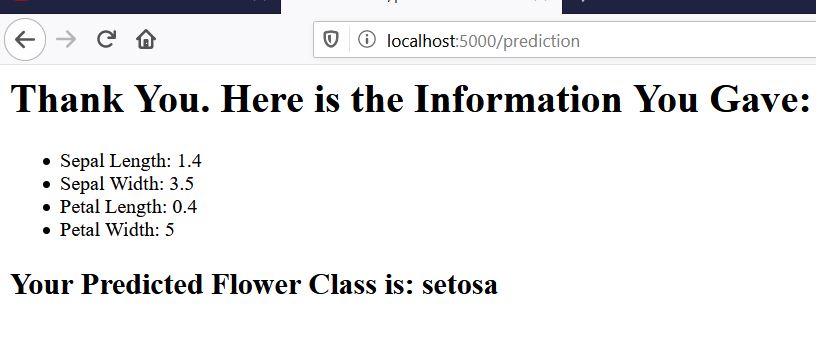 localhost:5000/prediction
Thank You. Here is the Information You Gave:
Sepal Length: 1.4
Sepal Width: 3.5
Petal Length: 0.4
Petal Width: 5
Your Predicted Flower Class is: setosa